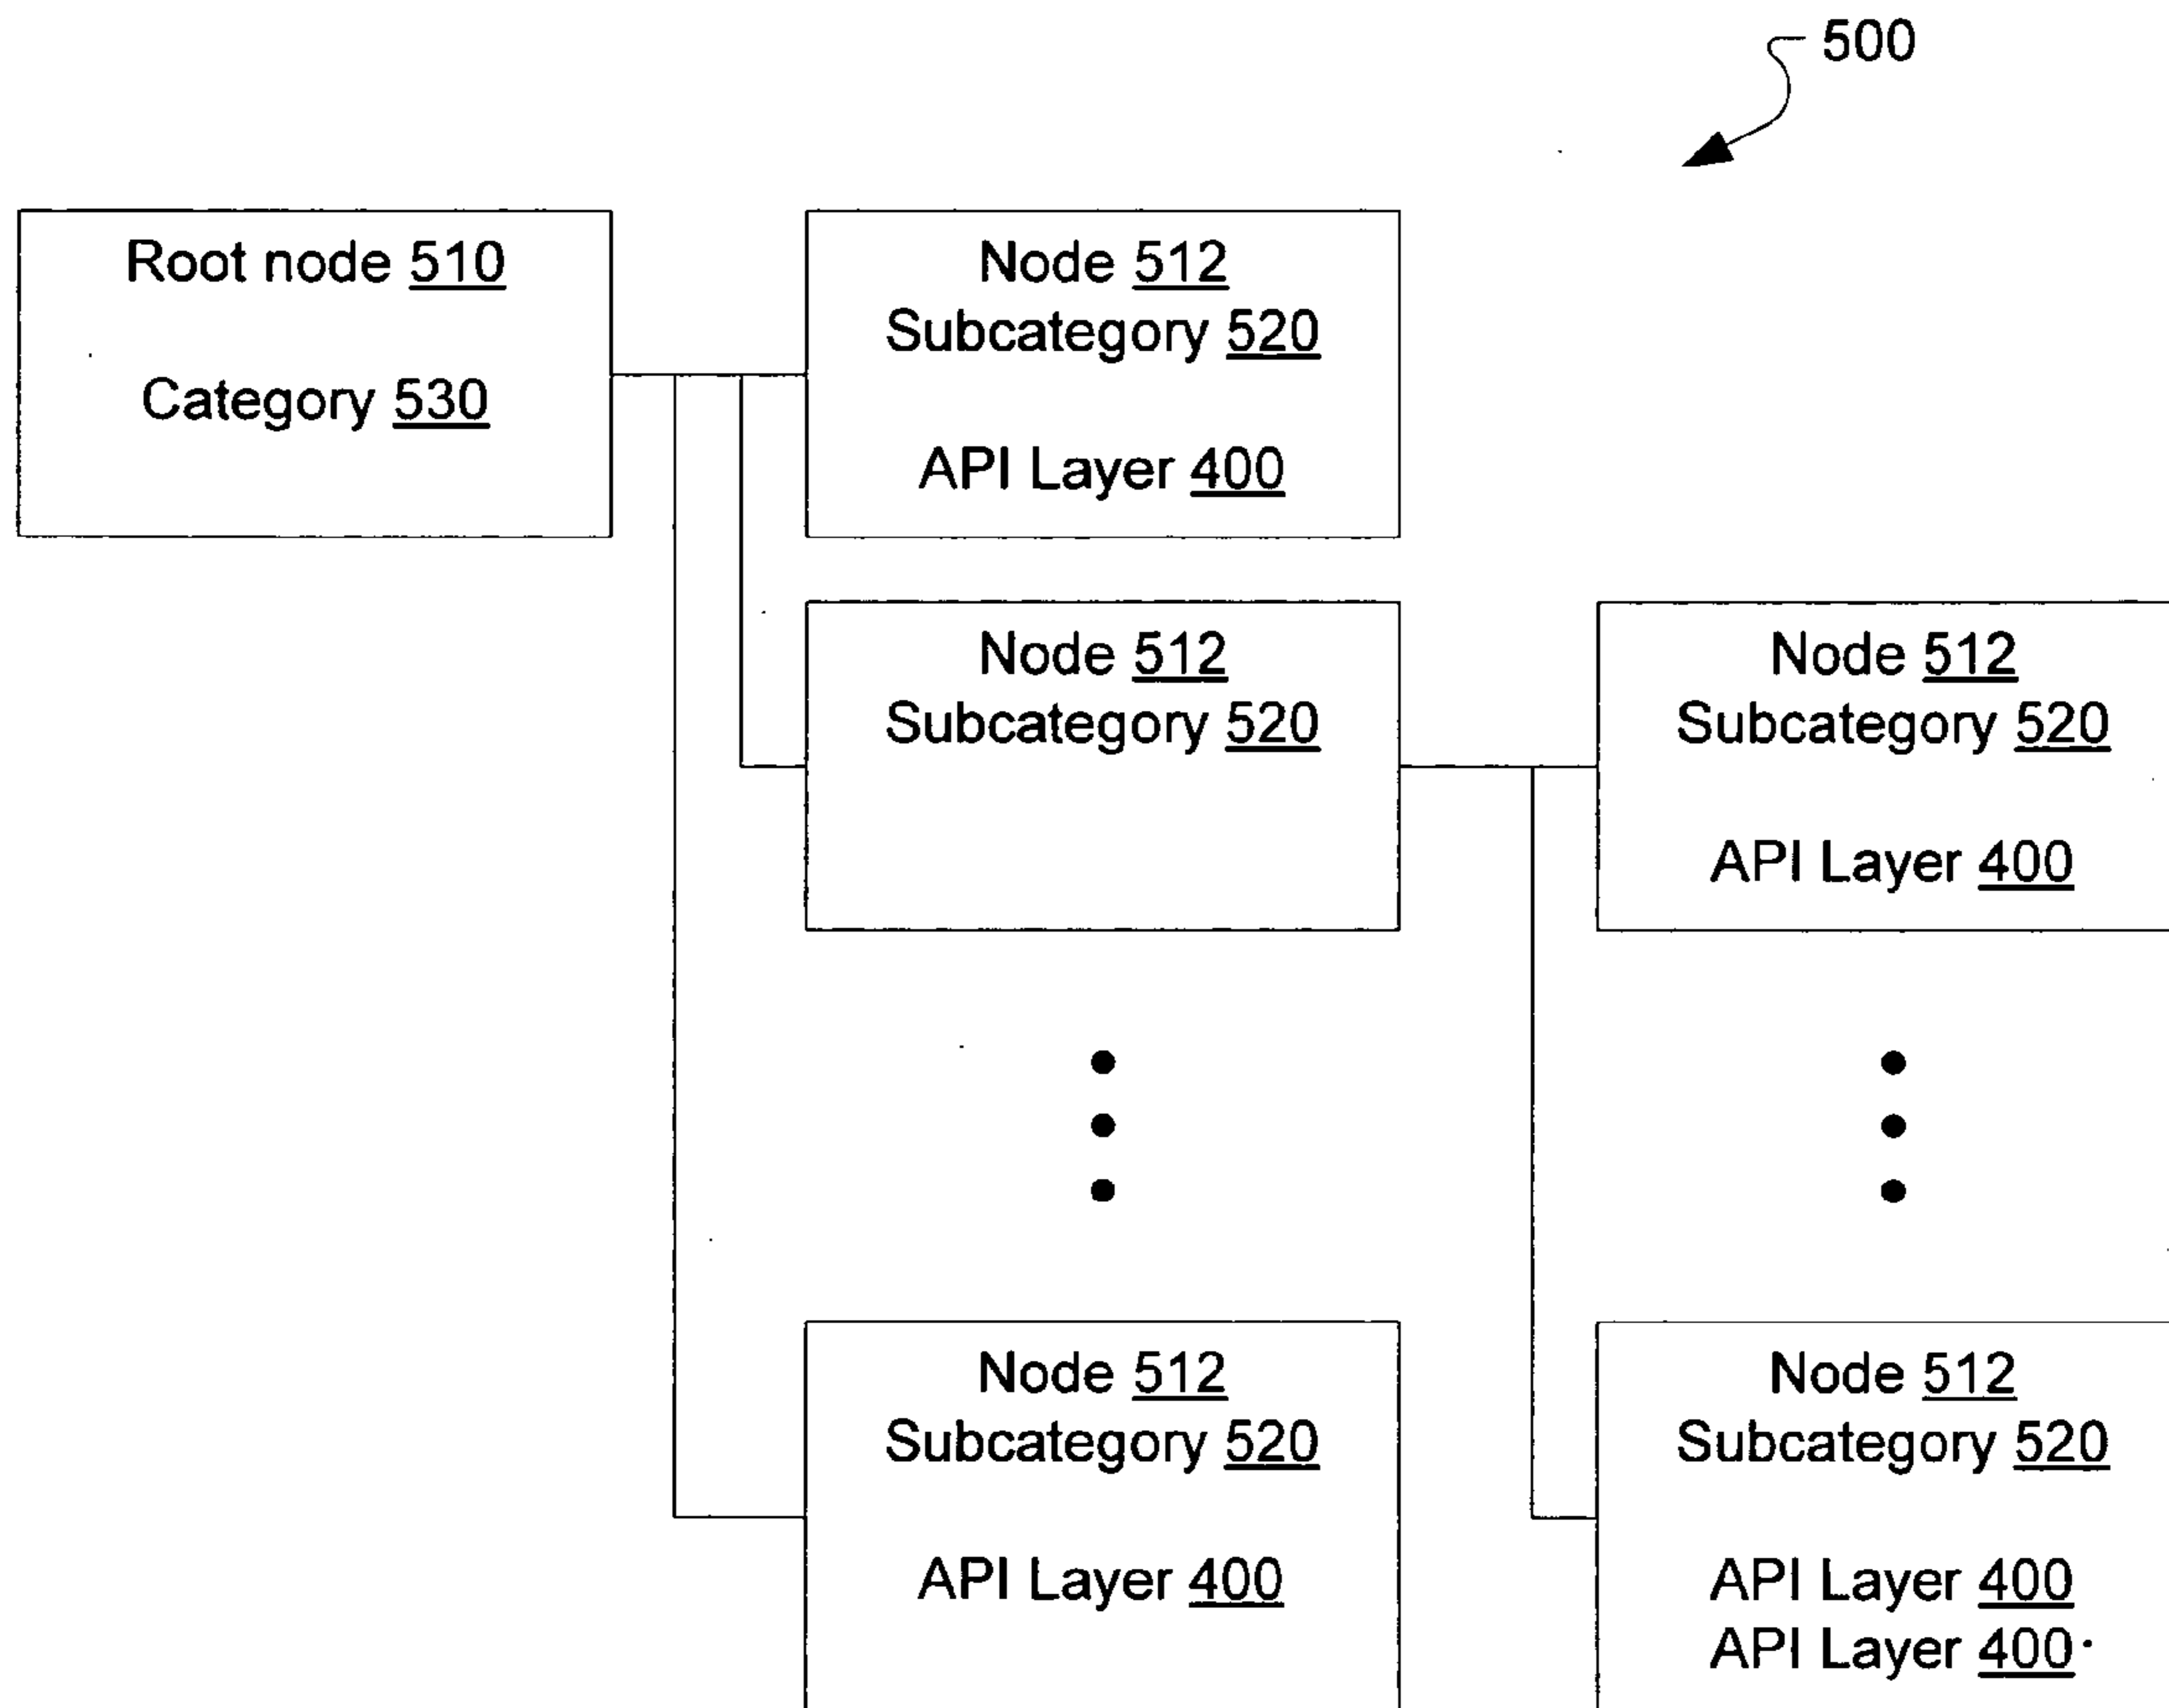 500
Root node 510
Category 530
Node 512
Subcategory 520
API Layer 400
Node 512
Subcategory 520
Node 512
Subcategory 520
API Layer 400
Node 512
Subcategory 520
API Layer 400
Node 512
Subcategory 520
API Layer 400
API Layer 400